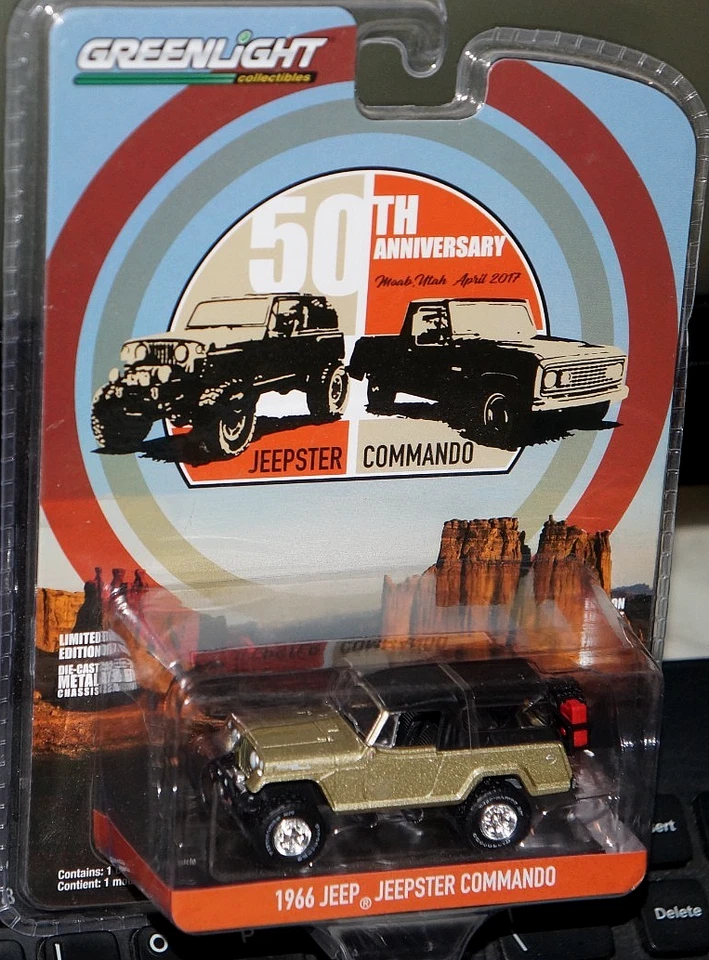 GREENLIGHT
collectibles
50TH
ANNIVERSARY
Moab, Utah April 2017
JEEPSTER COMMANDO
LIMITED
EDITION
DIE-CAST
METAL
CHASSIS
Contains: 1
Contient: 1
1966 JEEP® JEEPSTER COMMANDO
Delete
O
P
\